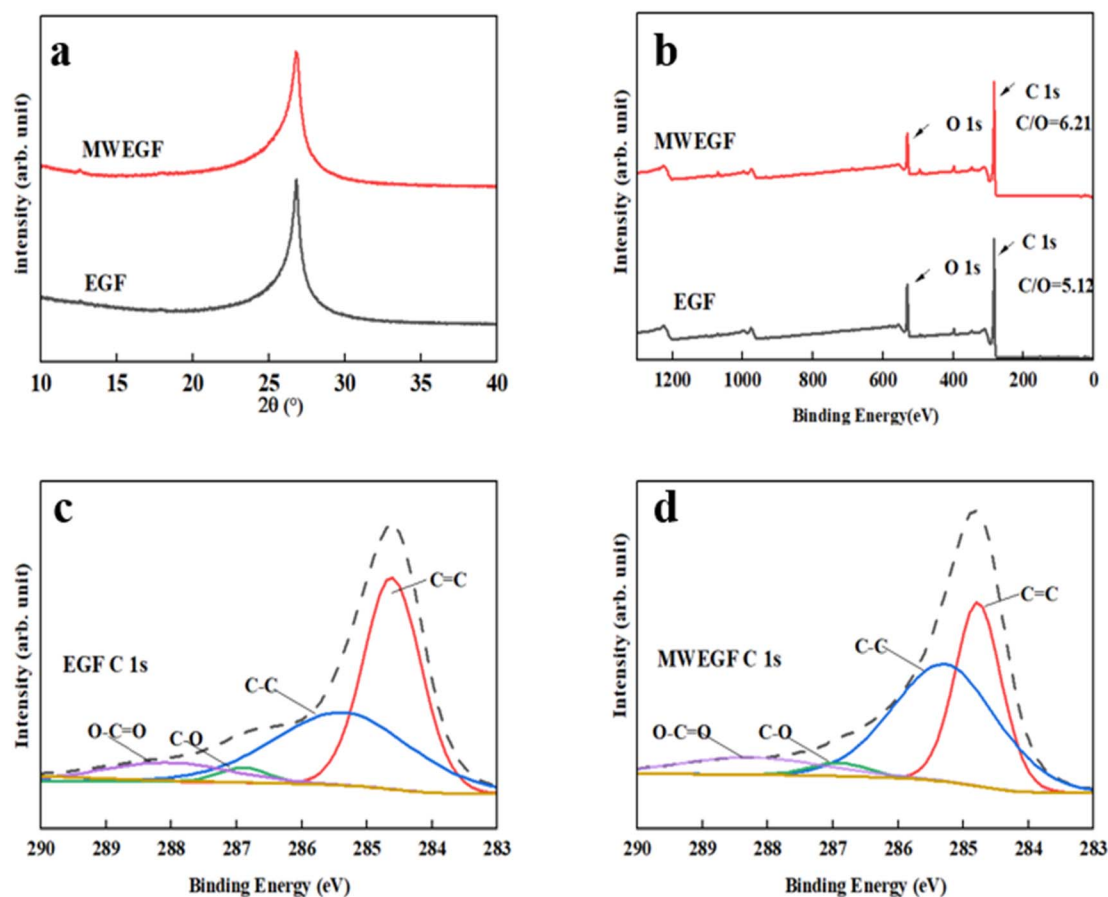 a
intensity (arb. unit)
MWEGF
EGF
10 15 20 25 30 35 40
2θ (°)
b
Intensity (arb. unit)
C 1s
C/O=6.21
O 1s
MWEGF
C 1s
O 1s
C/O=5.12
EGF
1200 1000 800 600 400 200 0
Binding Energy(eV)
c
Intensity (arb. unit)
C=C
EGF C 1s
C-C
O-C=O
C-O
290 289 288 287 286 285 284 283
Binding Energy (eV)
d
Intensity (arb. unit)
C=C
C-C
MWEGF C 1s
O-C=O
C-O
290 289 288 287 286 285 284 283
Binding Energy (eV)